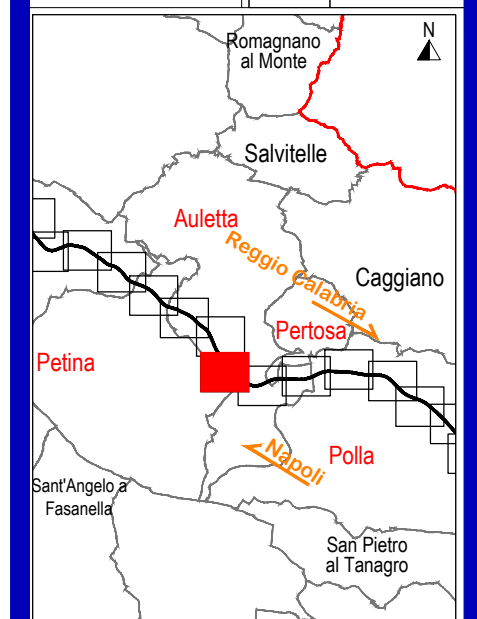 Romagnano
al Monte
N
Salvitelle
Auletta
Reggio Calabria
Caggiano
Pertosa
Petina
Napoli
Polla
Sant'Angelo a
Fasanella
San Pietro
al Tanagro